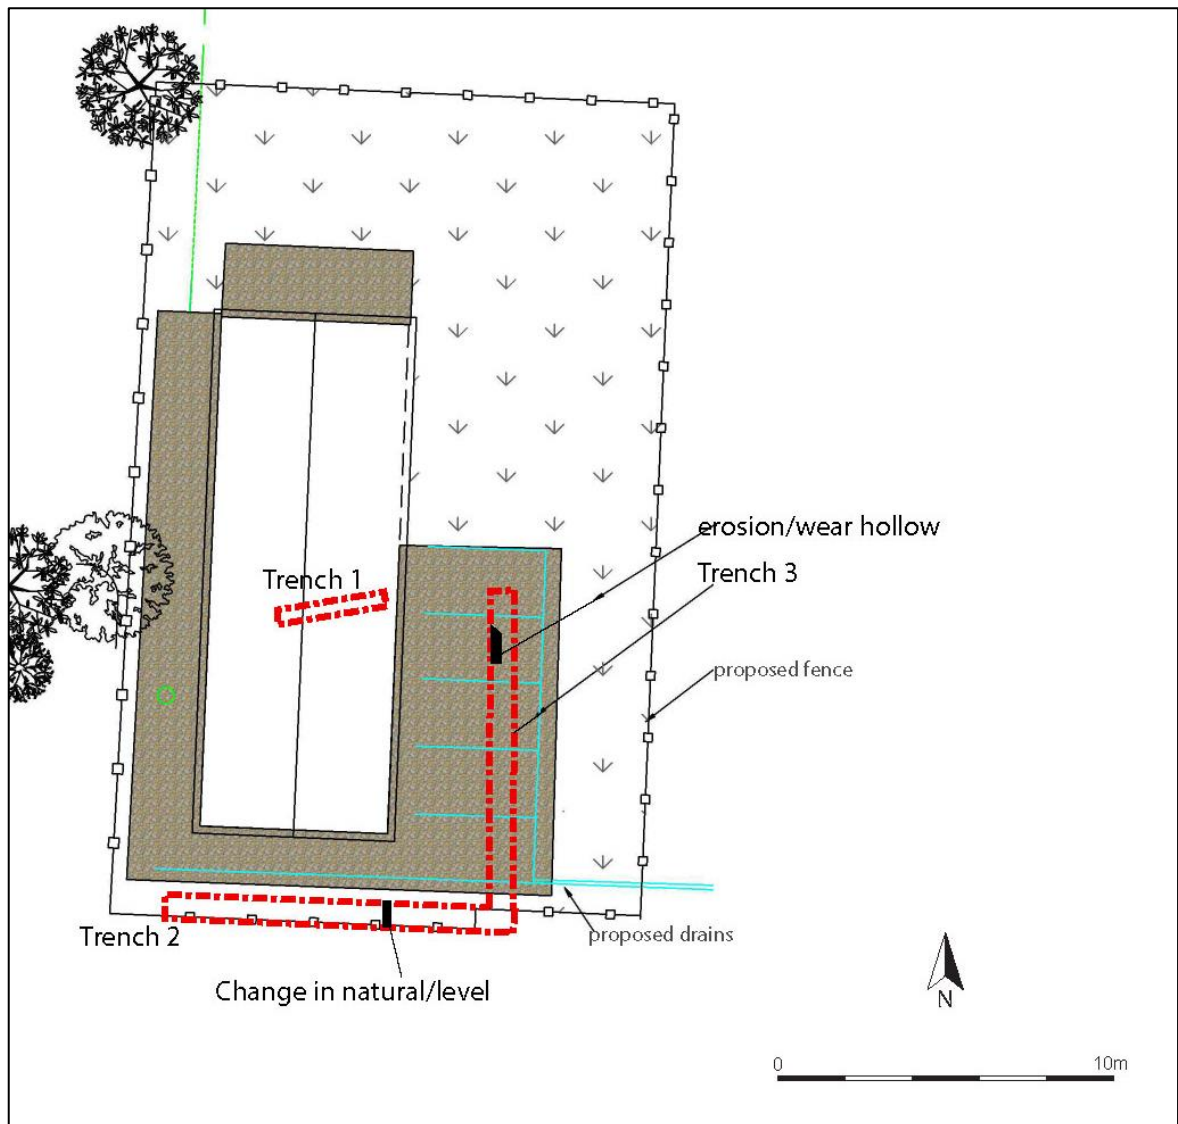 erosion/wear hollow
Trench 1
Trench 3
proposed fence
Trench 2
proposed drains
Change in natural/level
N
0 10m